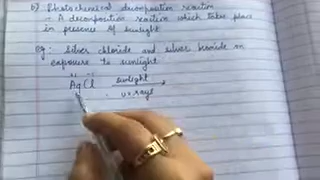 b) Photochemical decomposition reaction
- A decomposition reaction which takes place
in presence of sunlight
Eg: Silver chloride and silver bromide on
exposure to sunlight
AgCl sunlight
u.v rays